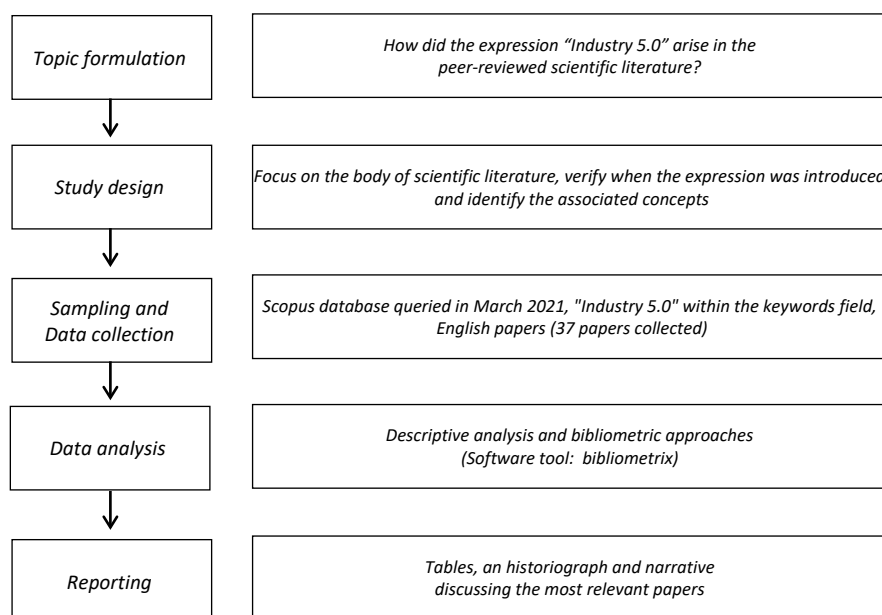 Topic formulation
How did the expression “Industry 5.0” arise in the
peer-reviewed scientific literature?
Study design
Focus on the body of scientific literature, verify when the expression was introduced
and identify the associated concepts
Sampling and
Data collection
Scopus database queried in March 2021, "Industry 5.0" within the keywords field,
English papers (37 papers collected)
Data analysis
Descriptive analysis and bibliometric approaches
(Software tool: bibliometrix)
Reporting
Tables, an historiograph and narrative
discussing the most relevant papers